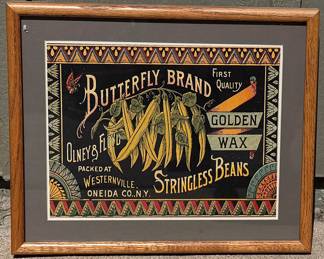 BUTTERFLY BRAND
FIRST
QUALITY
GOLDEN
WAX
OLNEY & FLOYD
STRINGLESS BEANS
PACKED AT
WESTERNVILLE.
ONEIDA CO., N.Y.